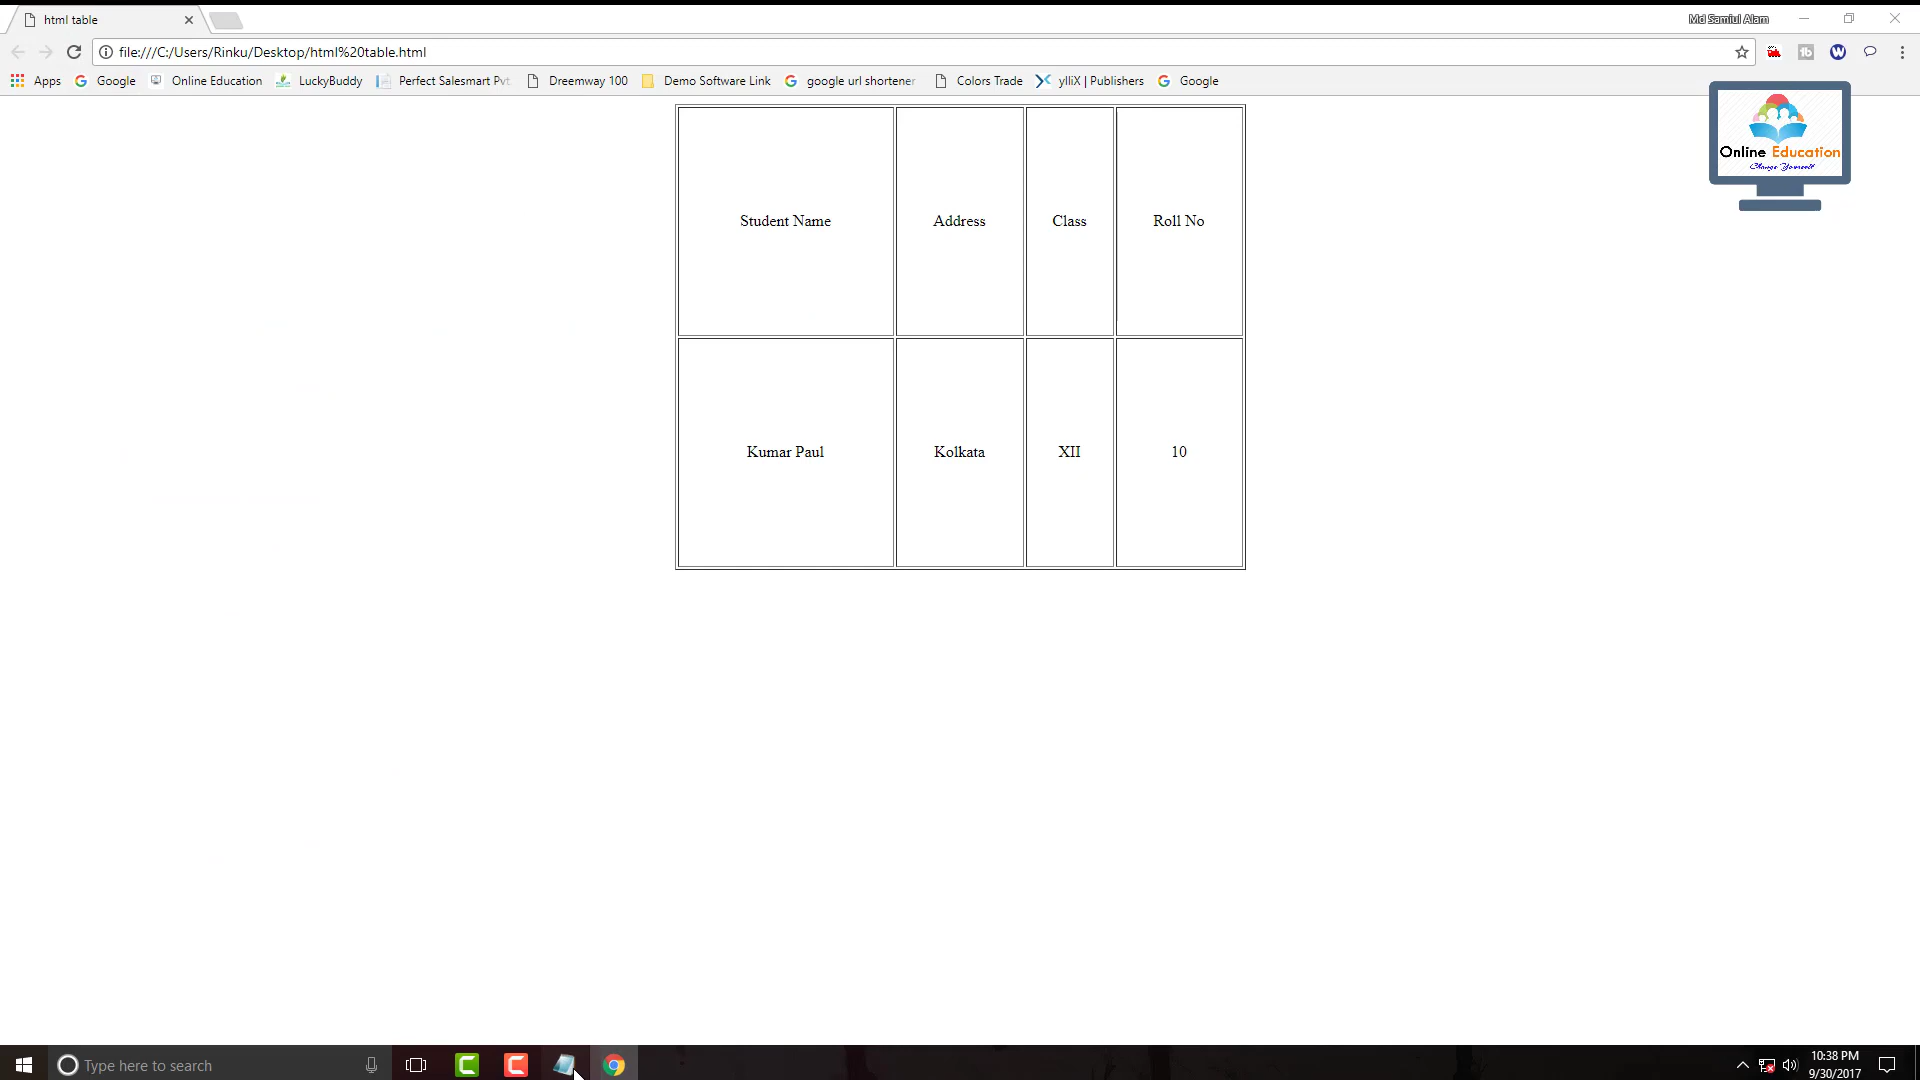 html table
Md Samiul Alam
file:///C:/Users/Rinku/Desktop/html%20table.html
Apps Google Online Education LuckyBuddy Perfect Salesmart Pvt. Dreemway 100 Demo Software Link google url shortener Colors Trade yllix | Publishers Google
Online Education
Change Yourself
Student Name Address Class Roll No
Kumar Paul Kolkata XII 10
Type here to search
10:38 PM
9/30/2017